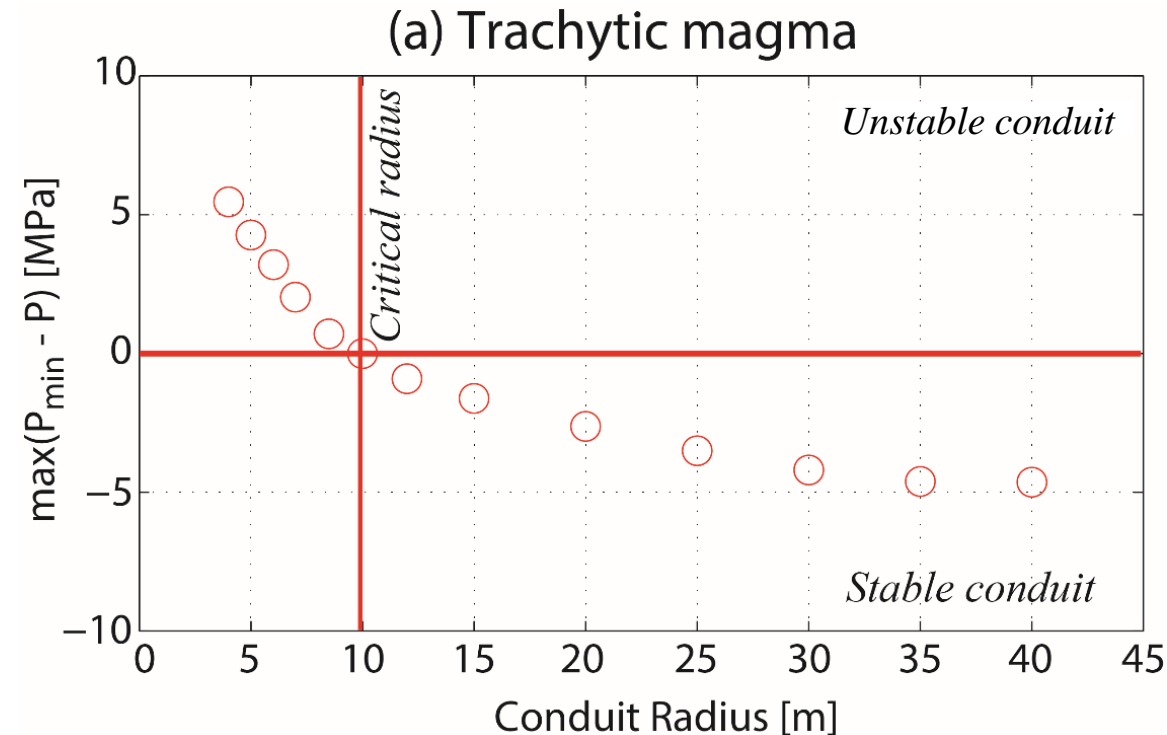 (a) Trachytic magma
10
5
0
−5
−10
max(Pmin - P) [MPa]
Unstable conduit
Critical radius
Stable conduit
0 5 10 15 20 25 30 35 40 45
Conduit Radius [m]